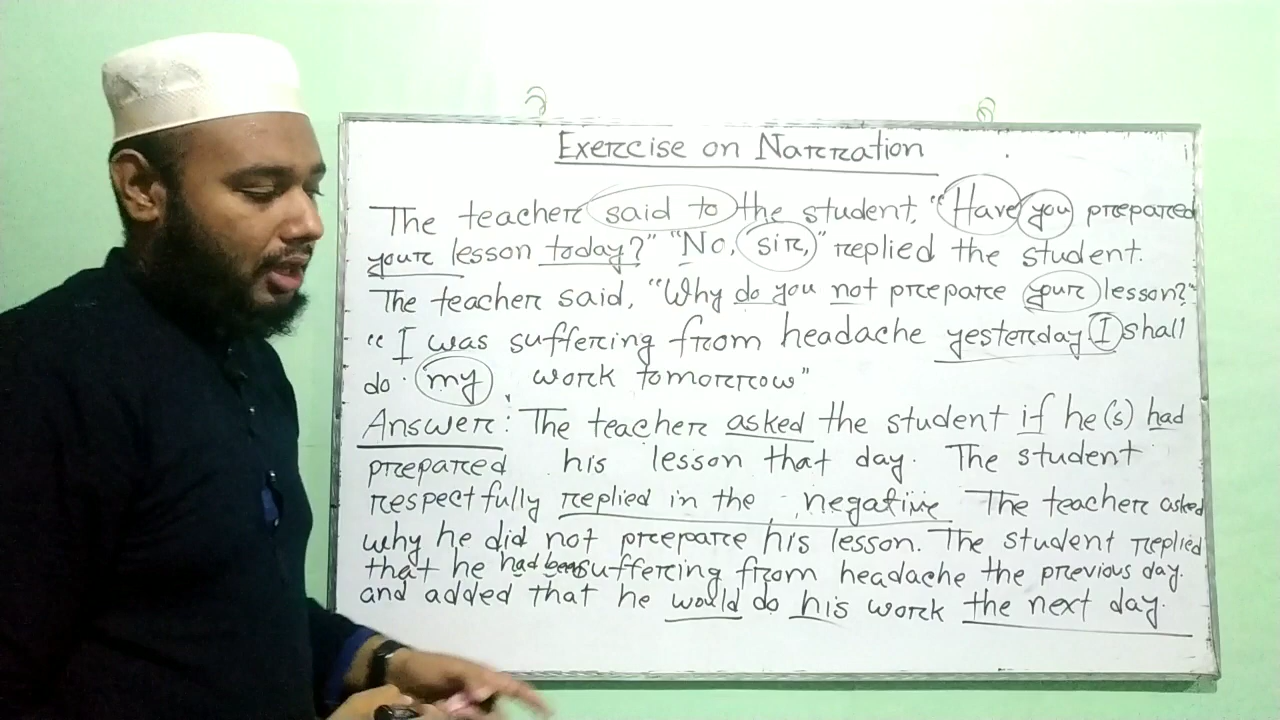 Exercise on Narration
The teacher said to the student, "Have you prepared
your lesson today?" "No, sir," replied the student.
The teacher said, "Why do you not prepare your lesson?"
"I was suffering from headache yesterday I shall
do my work tomorrow"
Answer: The teacher asked the student if he (s) had
prepared his lesson that day. The student
respectfully replied in the negative The teacher asked
why he did not prepare his lesson. The student replied
that he had been suffering from headache the previous day.
and added that he would do his work the next day.